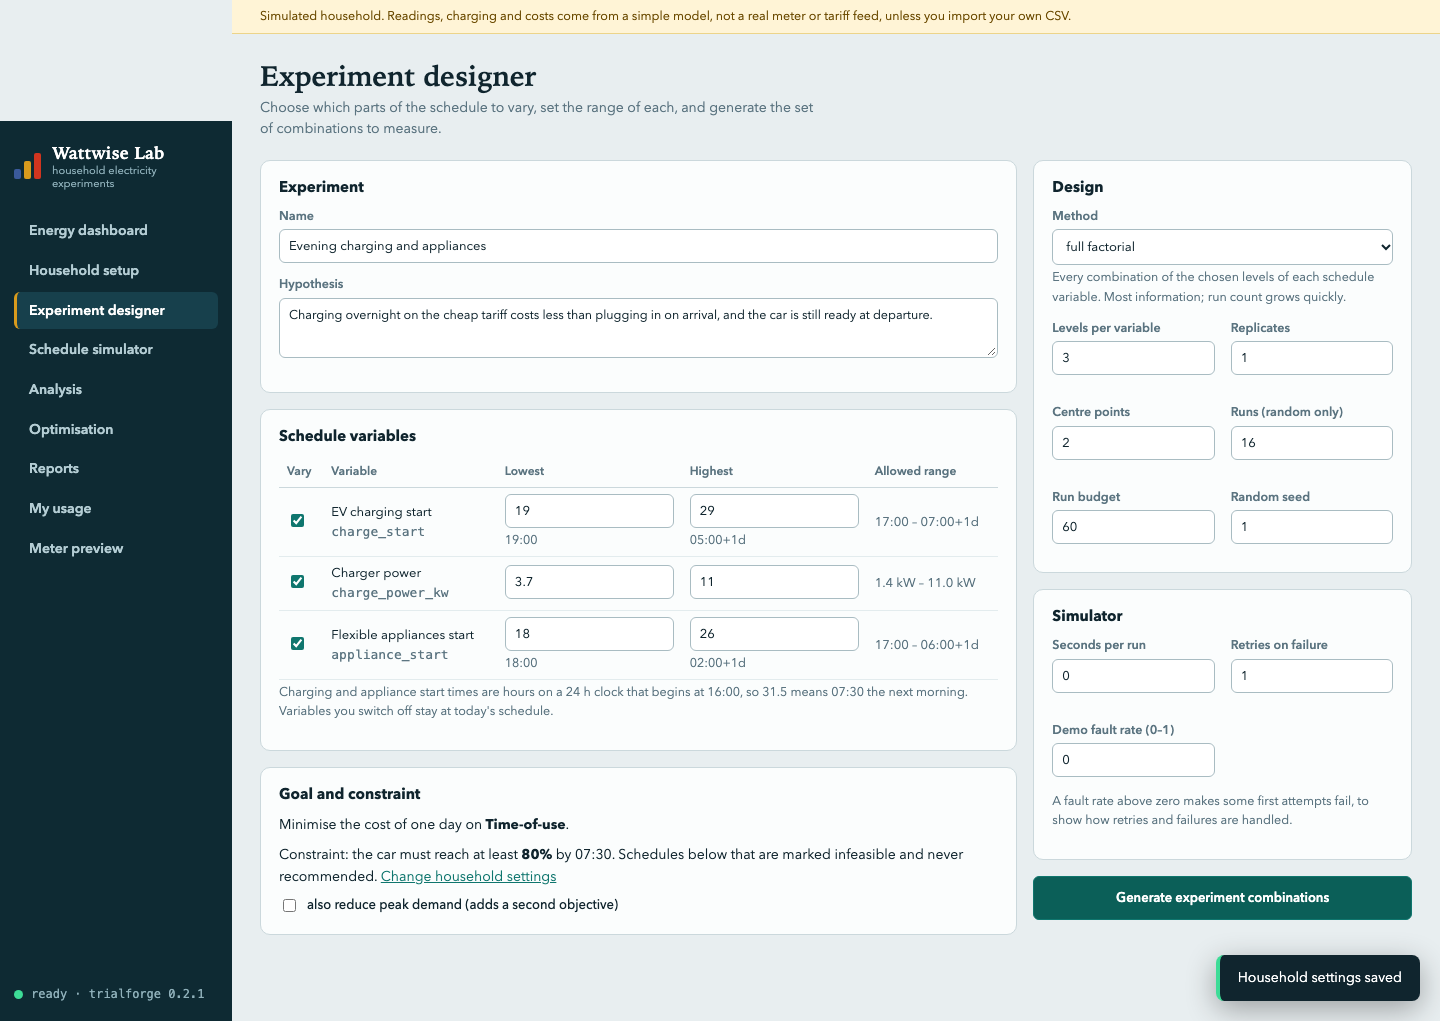 Simulated household. Readings, charging and costs come from a simple model, not a real meter or tariff feed, unless you import your own CSV.
Wattwise Lab
household electricity
experiments
Energy dashboard
Household setup
Experiment designer
Schedule simulator
Analysis
Optimisation
Reports
My usage
Meter preview
ready · trialforge 0.2.1
Experiment designer
Choose which parts of the schedule to vary, set the range of each, and generate the set
of combinations to measure.
Experiment
Name
Evening charging and appliances
Hypothesis
Charging overnight on the cheap tariff costs less than plugging in on arrival, and the car is still ready at departure.
Schedule variables
Vary Variable Lowest Highest Allowed range
EV charging start 19 29 17:00 – 07:00+1d
charge_start 19:00 05:00+1d
Charger power 3.7 11 1.4 kW – 11.0 kW
charge_power_kw
Flexible appliances start 18 26 17:00 – 06:00+1d
appliance_start 18:00 02:00+1d
Charging and appliance start times are hours on a 24 h clock that begins at 16:00, so 31.5 means 07:30 the next morning.
Variables you switch off stay at today's schedule.
Goal and constraint
Minimise the cost of one day on Time-of-use.
Constraint: the car must reach at least 80% by 07:30. Schedules below that are marked infeasible and never
recommended. Change household settings
also reduce peak demand (adds a second objective)
Design
Method
full factorial
Every combination of the chosen levels of each schedule
variable. Most information; run count grows quickly.
Levels per variable Replicates
3 1
Centre points Runs (random only)
2 16
Run budget Random seed
60 1
Simulator
Seconds per run Retries on failure
0 1
Demo fault rate (0–1)
0
A fault rate above zero makes some first attempts fail, to
show how retries and failures are handled.
Generate experiment combinations
Household settings saved